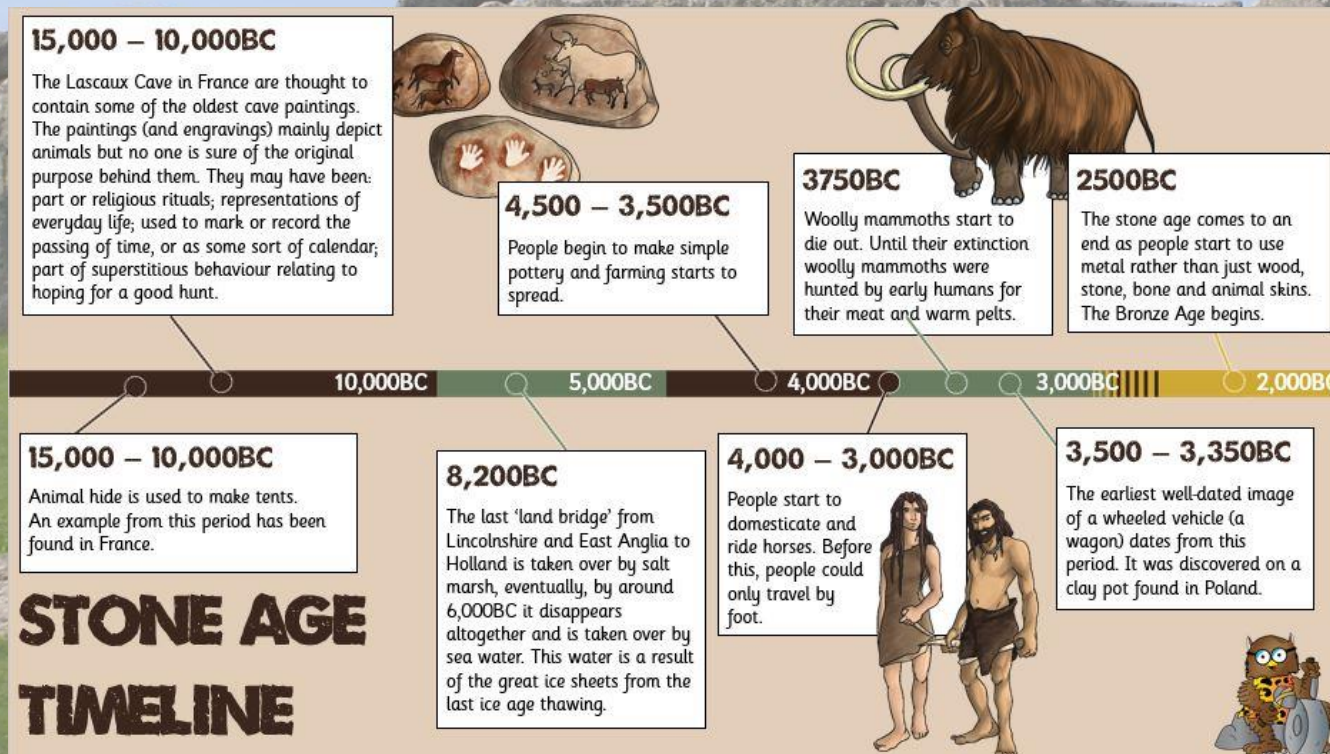 15,000 – 10,000BC
The Lascaux Cave in France are thought to
contain some of the oldest cave paintings.
The paintings (and engravings) mainly depict
animals but no one is sure of the original
purpose behind them. They may have been:
part or religious rituals; representations of
everyday life; used to mark or record the
passing of time, or as some sort of calendar;
part of superstitious behaviour relating to
hoping for a good hunt.
4,500 – 3,500BC
People begin to make simple
pottery and farming starts to
spread.
3750BC
Woolly mammoths start to
die out. Until their extinction
woolly mammoths were
hunted by early humans for
their meat and warm pelts.
2500BC
The stone age comes to an
end as people start to use
metal rather than just wood,
stone, bone and animal skins.
The Bronze Age begins.
10,000BC
5,000BC
4,000BC
3,000BC
2,000BC
15,000 – 10,000BC
Animal hide is used to make tents.
An example from this period has been
found in France.
8,200BC
The last ‘land bridge’ from
Lincolnshire and East Anglia to
Holland is taken over by salt
marsh, eventually, by around
6,000BC it disappears
altogether and is taken over by
sea water. This water is a result
of the great ice sheets from the
last ice age thawing.
4,000 – 3,000BC
People start to
domesticate and
ride horses. Before
this, people could
only travel by
foot.
3,500 – 3,350BC
The earliest well-dated image
of a wheeled vehicle (a
wagon) dates from this
period. It was discovered on a
clay pot found in Poland.
STONE AGE
TIMELINE